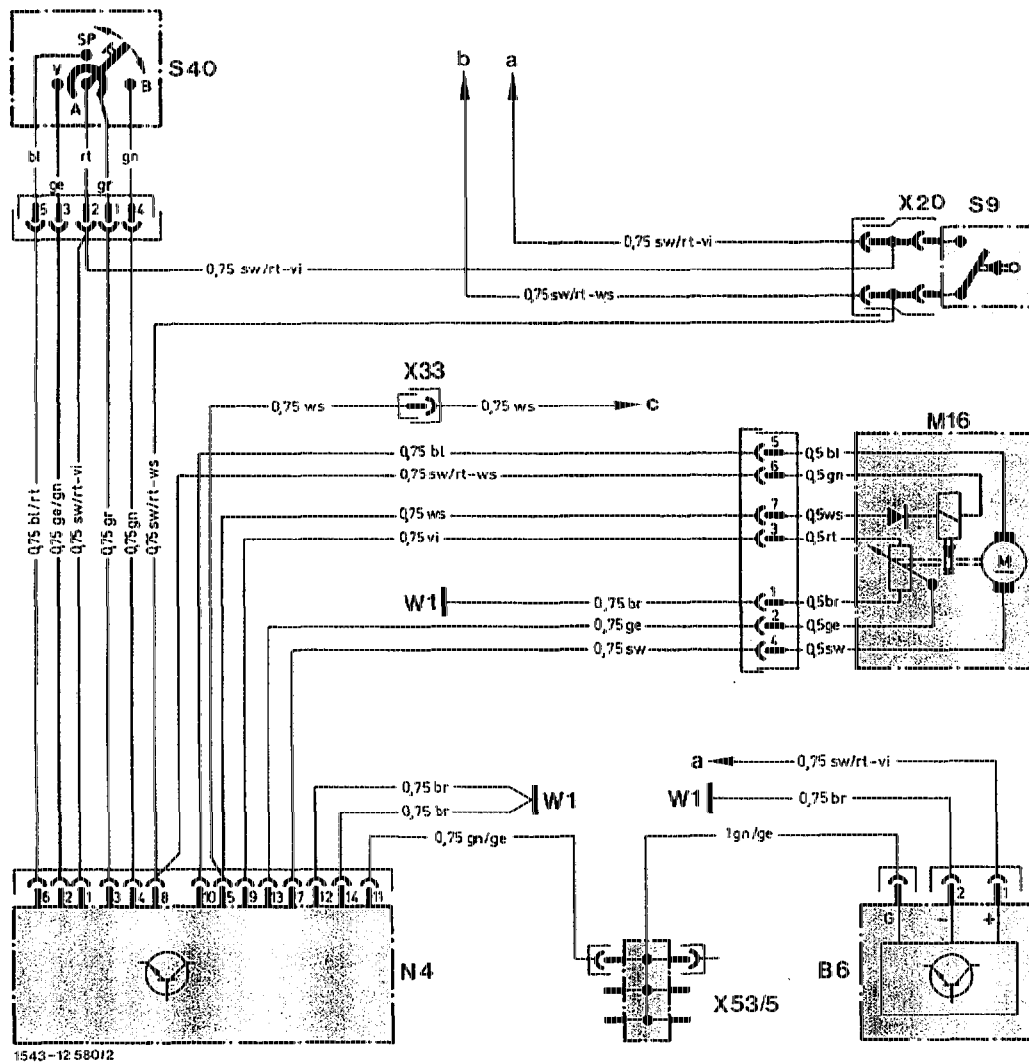 SP
V
A
B
S40
bl
rt
gn
ge
gr
5 3 2 1 4
b a
X20 S9
0,75 sw/rt-vi
0,75 sw/rt-vi
0,75 sw/rt-ws
X33
0,75 ws
0,75 ws
c
M16
0,75 bl 5 0,5 bl
0,75 sw/rt-ws 6 0,5 gn
0,75 ws 7 0,5 ws
0,75 vi 3 0,5 rt
W1 0,75 br 1 0,5 br
0,75 ge 2 0,5 ge
0,75 sw 4 0,5 sw
M
0,75 bl/rt
0,75 ge/gn
0,75 sw/rt-vi
0,75 gr
0,75 gn
0,75 sw/rt-ws
a 0,75 sw/rt-vi
0,75 br
0,75 br
W1
W1 0,75 br
0,75 gn/ge
1 gn/ge
6 2 1 3 4 8 10 5 9 13 7 12 14 11
2 1
G - +
N4
B6
X53/5
1543-12580/2